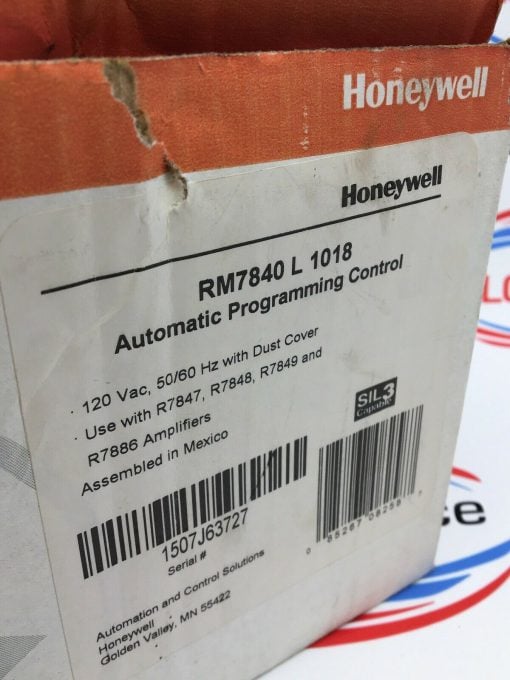 Honeywell
Honeywell
RM7840 L 1018
Automatic Programming Control
· 120 Vac, 50/60 Hz with Dust Cover
· Use with R7847, R7848, R7849 and
R7886 Amplifiers
Assembled in Mexico
SIL 3
Capable
1507J63727
Serial #
Automation and Control Solutions
Honeywell
Golden Valley, MN 55422